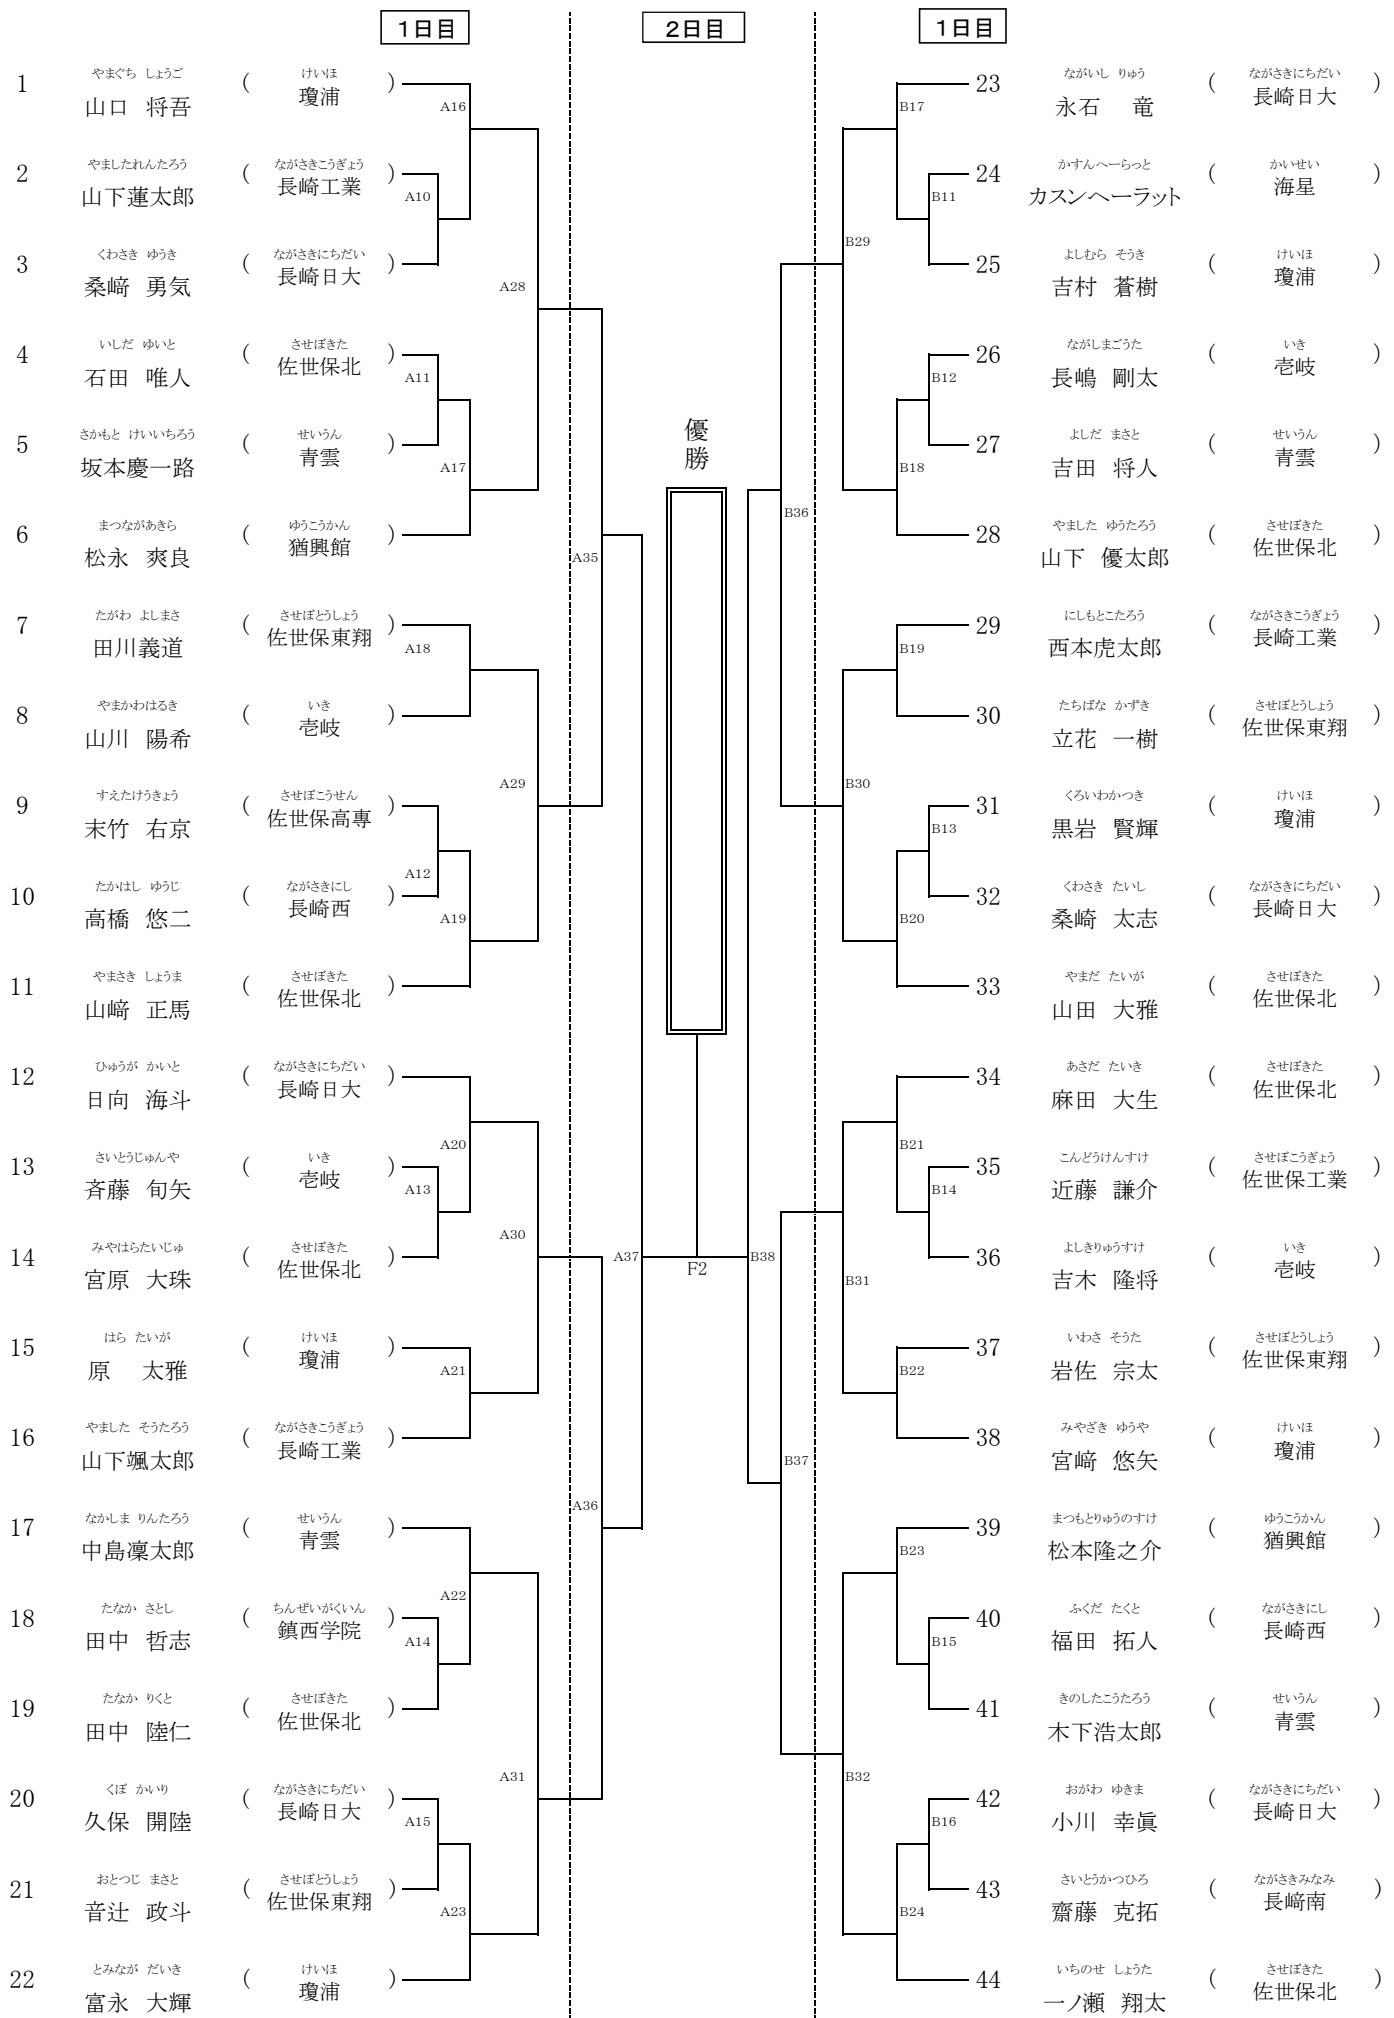 1日目
2日目
1日目
優勝
1 やまぐち しょうご 山口 将吾 ( けいほ 瓊浦 )
A16
2 やましたれんたろう 山下蓮太郎 ( ながさきこうぎょう 長崎工業 )
A10
3 くわさき ゆうき 桑﨑 勇気 ( ながさきにちだい 長崎日大 )
A28
4 いしだ ゆいと 石田 唯人 ( させぼきた 佐世保北 )
A11
5 さかもと けいいちろう 坂本慶一路 ( せいうん 青雲 )
A17
6 まつながあきら 松永 爽良 ( ゆうこうかん 猶興館 )
A35
7 たがわ よしまさ 田川義道 ( させぼとうしょう 佐世保東翔 )
A18
8 やまかわはるき 山川 陽希 ( いき 壱岐 )
A29
9 すえたけうきょう 末竹 右京 ( させぼこうせん 佐世保高専 )
A12
10 たかはし ゆうじ 高橋 悠二 ( ながさきにし 長崎西 )
A19
11 やまさき しょうま 山﨑 正馬 ( させぼきた 佐世保北 )
12 ひゅうが かいと 日向 海斗 ( ながさきにちだい 長崎日大 )
A20
13 さいとうじゅんや 斉藤 旬矢 ( いき 壱岐 )
A13
A30
14 みやはらたいじゅ 宮原 大珠 ( させぼきた 佐世保北 )
A37
F2
15 はら たいが 原 太雅 ( けいほ 瓊浦 )
A21
16 やました そうたろう 山下颯太郎 ( ながさきこうぎょう 長崎工業 )
A36
17 なかしま りんたろう 中島凜太郎 ( せいうん 青雲 )
A22
18 たなか さとし 田中 哲志 ( ちんぜいがくいん 鎮西学院 )
A14
19 たなか りくと 田中 陸仁 ( させぼきた 佐世保北 )
A31
20 くぼ かいり 久保 開陸 ( ながさきにちだい 長崎日大 )
A15
21 おとつじ まさと 音辻 政斗 ( させぼとうしょう 佐世保東翔 )
A23
22 とみなが だいき 富永 大輝 ( けいほ 瓊浦 )
23 ながいし りゅう 永石 竜 ( ながさきにちだい 長崎日大 )
B17
24 かすんへーらっと カスンヘーラット ( かいせい 海星 )
B11
B29
25 よしむら そうき 吉村 蒼樹 ( けいほ 瓊浦 )
26 ながしまごうた 長嶋 剛太 ( いき 壱岐 )
B12
27 よしだ まさと 吉田 将人 ( せいうん 青雲 )
B18
B36
28 やました ゆうたろう 山下 優太郎 ( させぼきた 佐世保北 )
29 にしもとこたろう 西本虎太郎 ( ながさきこうぎょう 長崎工業 )
B19
30 たちばな かずき 立花 一樹 ( させぼとうしょう 佐世保東翔 )
B30
31 くろいわかつき 黒岩 賢輝 ( けいほ 瓊浦 )
B13
32 くわさき たいし 桑崎 太志 ( ながさきにちだい 長崎日大 )
B20
33 やまだ たいが 山田 大雅 ( させぼきた 佐世保北 )
34 あさだ たいき 麻田 大生 ( させぼきた 佐世保北 )
B21
35 こんどうけんすけ 近藤 謙介 ( させぼこうぎょう 佐世保工業 )
B14
36 よしきりゅうすけ 吉木 隆将 ( いき 壱岐 )
B38
B31
37 いわさ そうた 岩佐 宗太 ( させぼとうしょう 佐世保東翔 )
B22
38 みやざき ゆうや 宮﨑 悠矢 ( けいほ 瓊浦 )
B37
39 まつもとりゅうのすけ 松本隆之介 ( ゆうこうかん 猶興館 )
B23
40 ふくだ たくと 福田 拓人 ( ながさきにし 長崎西 )
B15
41 きのしたこうたろう 木下浩太郎 ( せいうん 青雲 )
B32
42 おがわ ゆきま 小川 幸眞 ( ながさきにちだい 長崎日大 )
B16
43 さいとうかつひろ 齋藤 克拓 ( ながさきみなみ 長崎南 )
B24
44 いちのせ しょうた 一ノ瀬 翔太 ( させぼきた 佐世保北 )